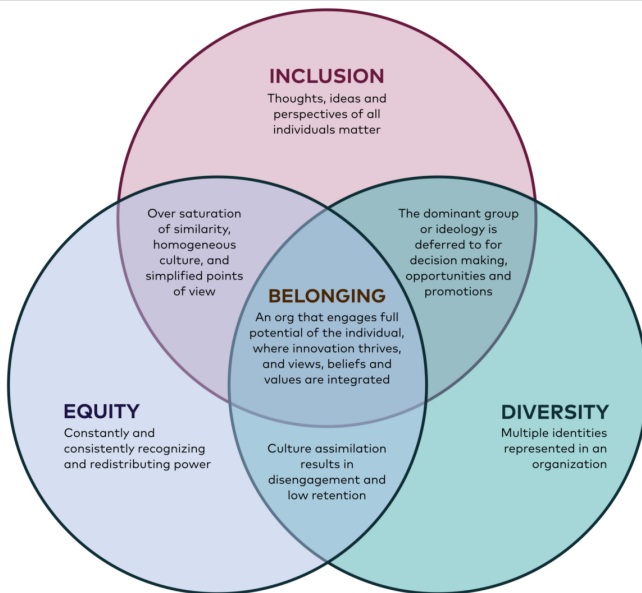 INCLUSION
Thoughts, ideas and
perspectives of all
individuals matter
Over saturation
of similarity,
homogeneous
culture, and
simplified points
of view
The dominant group
or ideology is
deferred to for
decision making,
opportunities and
promotions
BELONGING
An org that engages full
potential of the individual,
where innovation thrives,
and views, beliefs and
values are integrated
EQUITY
Constantly and
consistently recognizing
and redistributing power
Culture assimilation
results in
disengagement and
low retention
DIVERSITY
Multiple identities
represented in an
organization